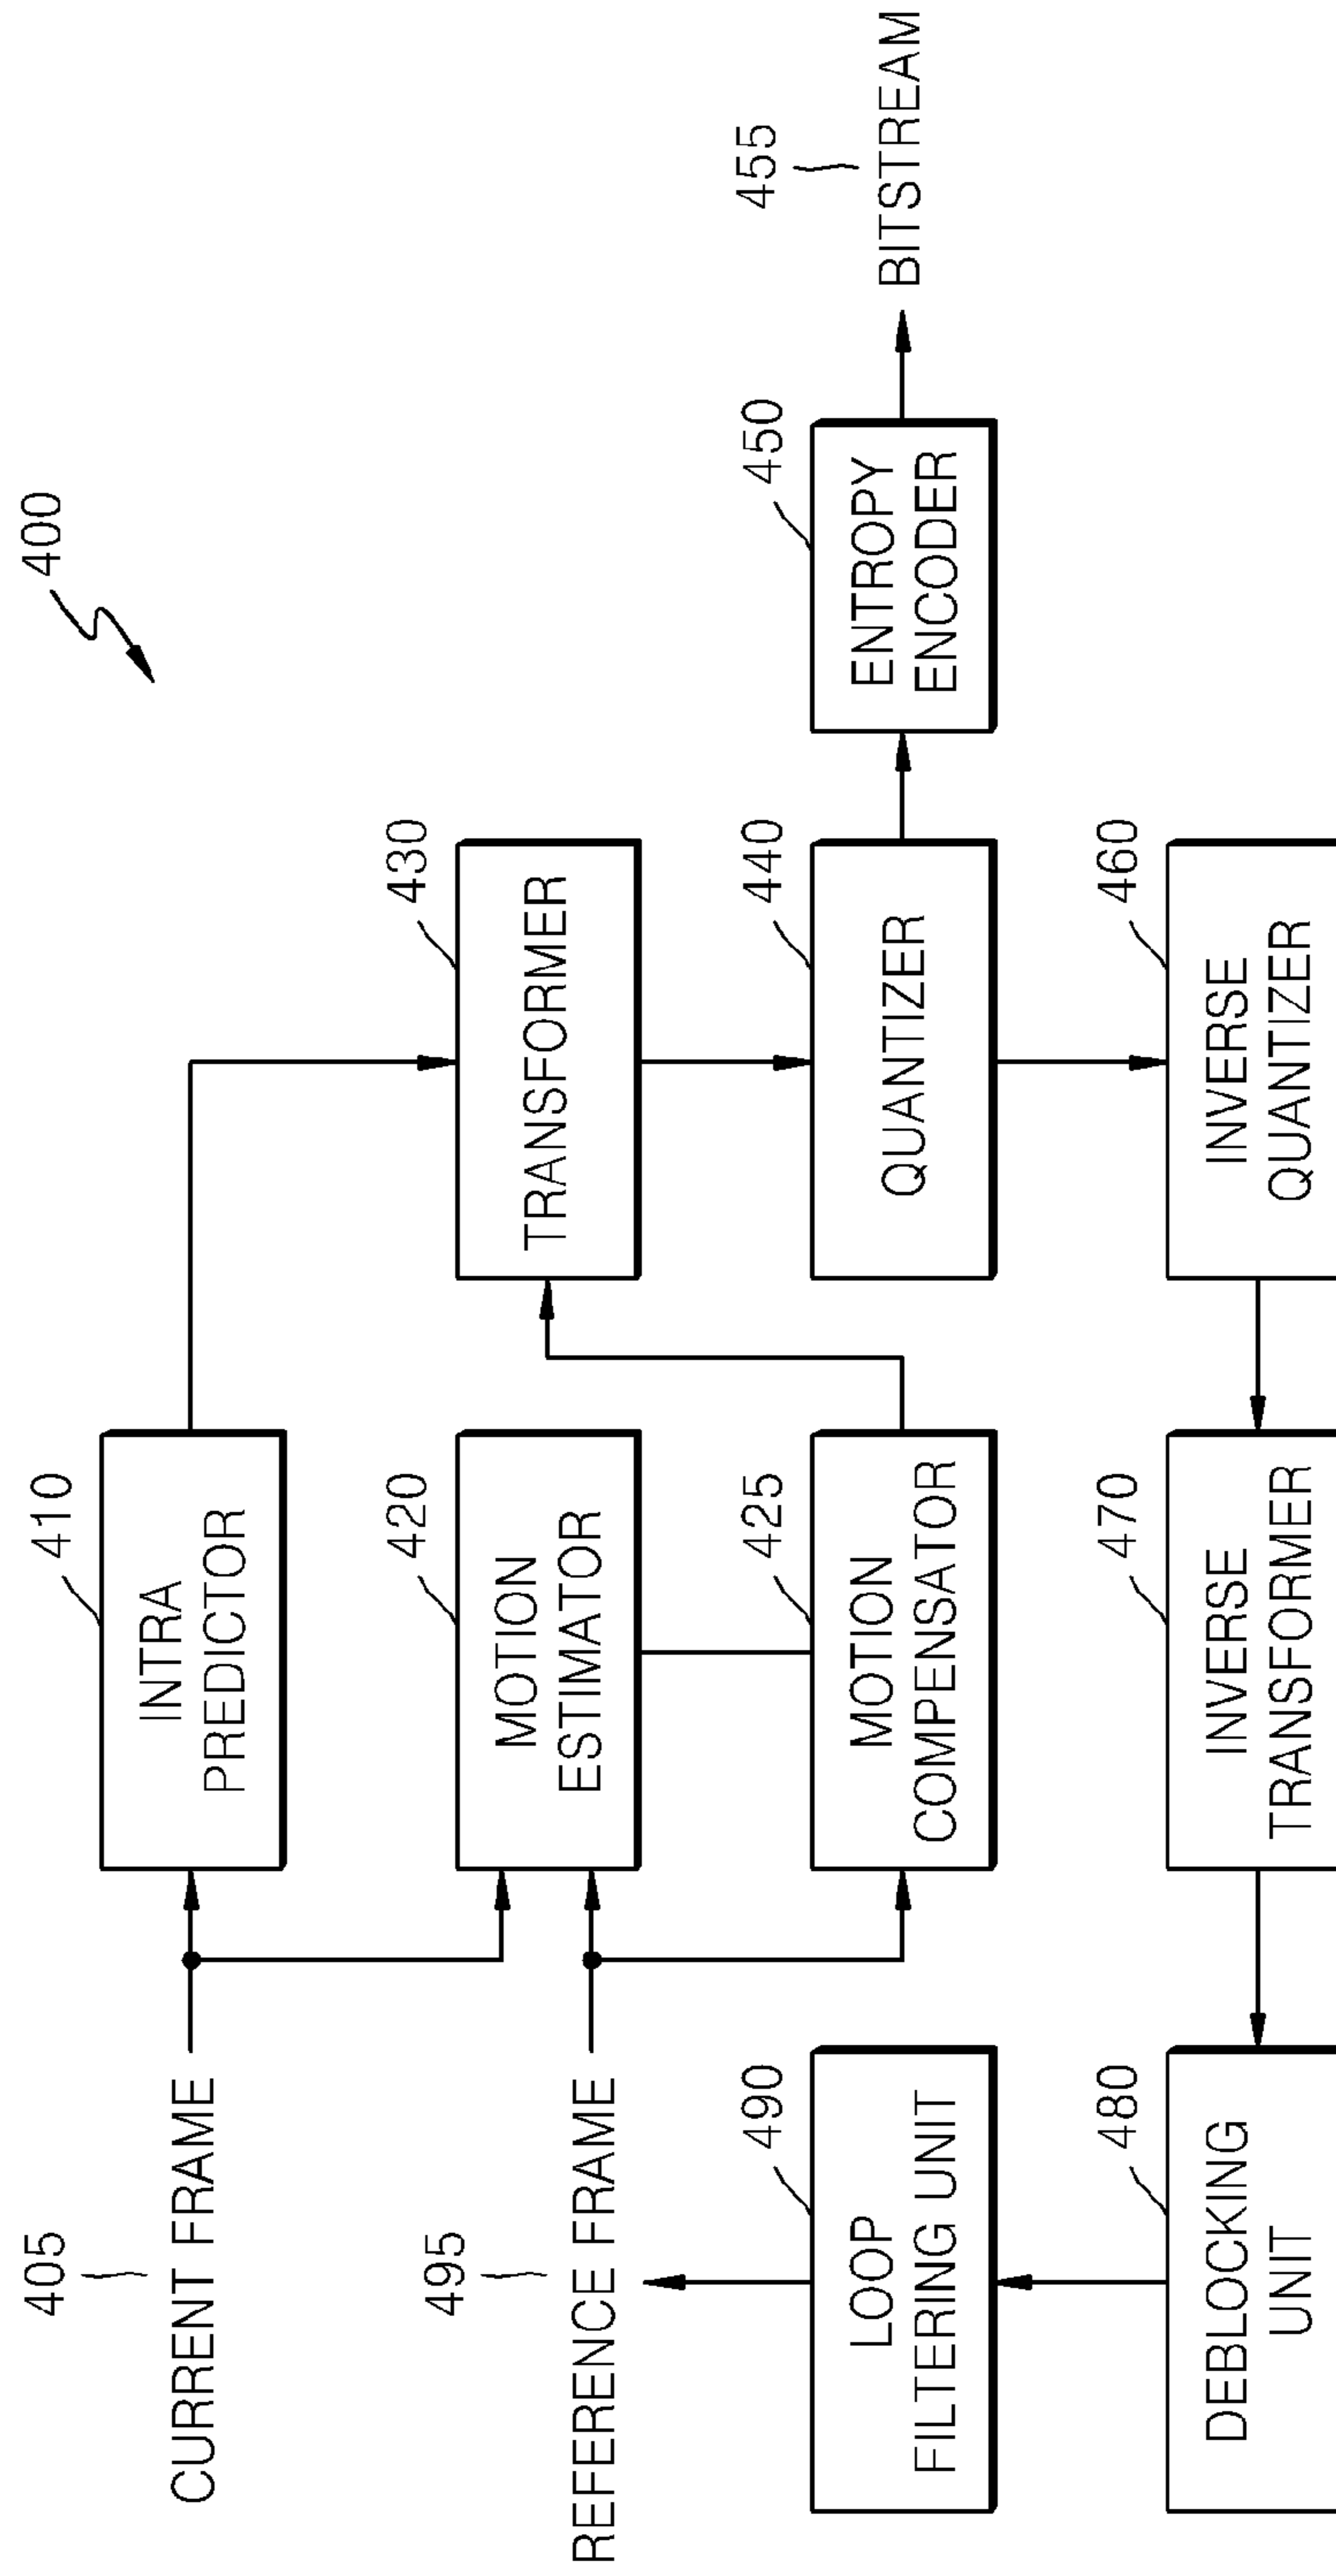 400
405
CURRENT FRAME
410
INTRA
PREDICTOR
495
REFERENCE FRAME
420
MOTION
ESTIMATOR
430
TRANSFORMER
490
LOOP
FILTERING UNIT
425
MOTION
COMPENSATOR
440
QUANTIZER
450
ENTROPY
ENCODER
455
BITSTREAM
480
DEBLOCKING
UNIT
470
INVERSE
TRANSFORMER
460
INVERSE
QUANTIZER